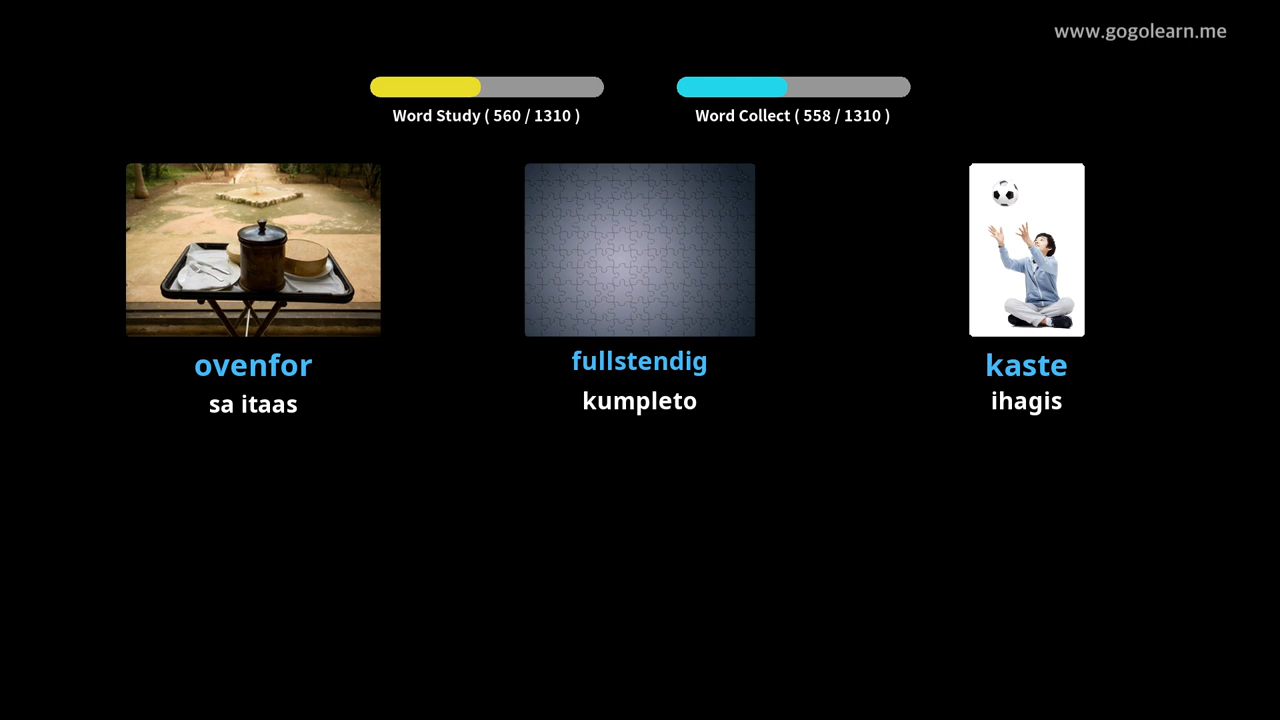 www.gogolearn.me
Word Study ( 560 / 1310 )
Word Collect ( 558 / 1310 )
ovenfor
sa itaas
fullstendig
kumpleto
kaste
ihagis